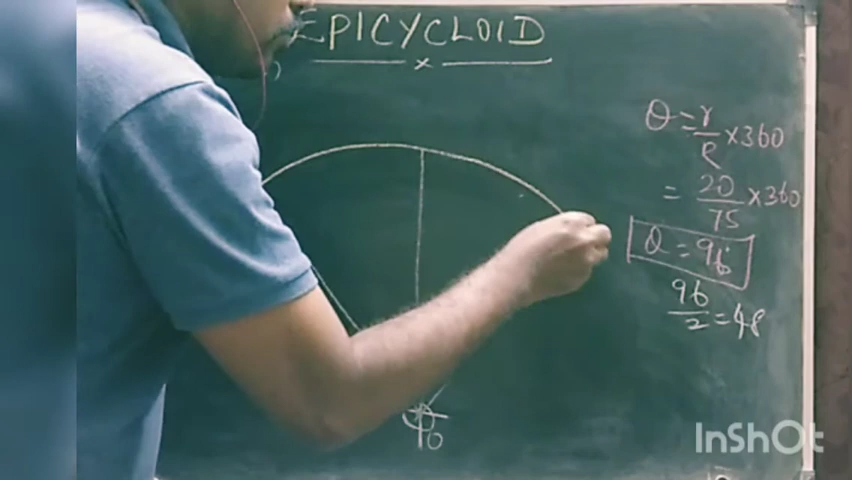 EPICYCLOID
θ = r/R ×360
= 20/75 ×360
θ = 96°
96/2 = 48
O
InShOt